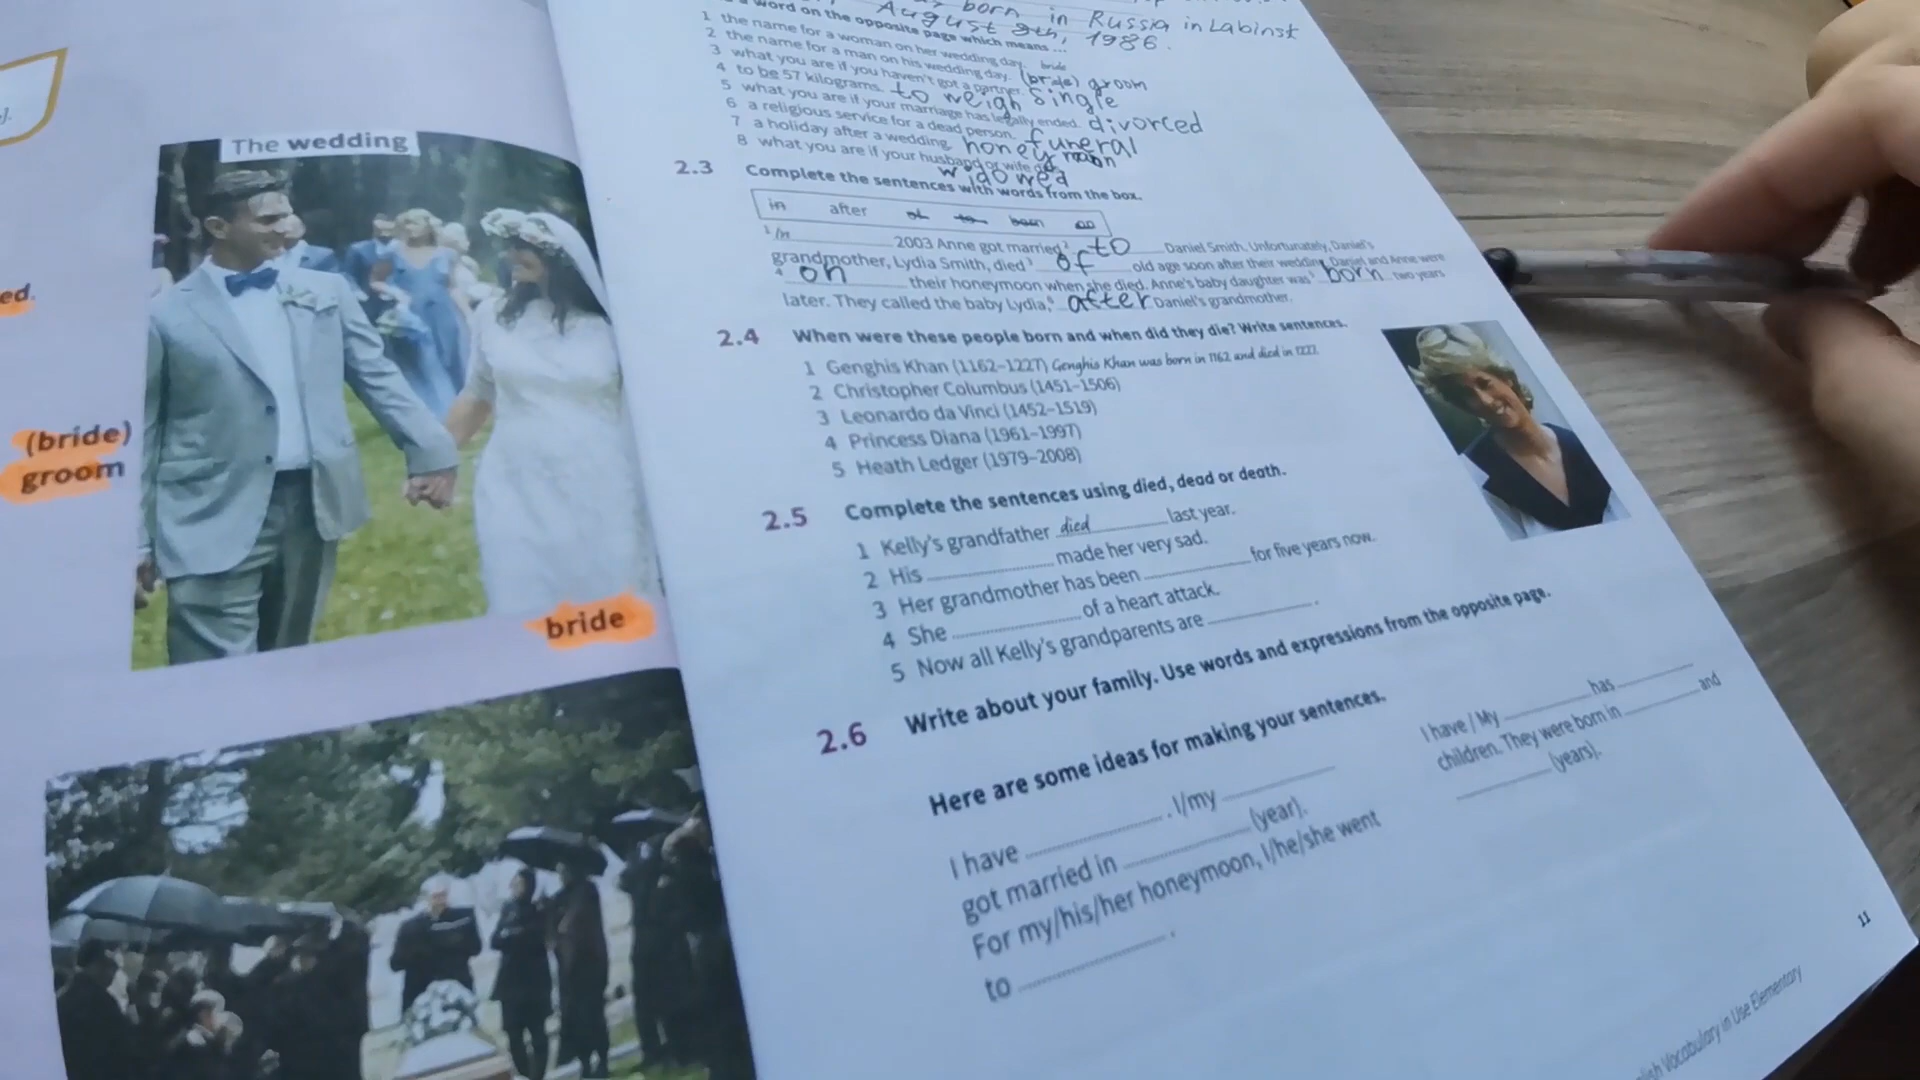 ed.
The wedding
(bride)
groom
bride
born in Russia in Labinst
August 9th, 1986.
word on the opposite page which means ...
1 the name for a woman on her wedding day. bride
2 the name for a man on his wedding day. (bride) groom
3 what you are if you haven't got a partner. single
4 to be 57 kilograms. to weigh
5 what you are if your marriage has legally ended. divorced
6 a religious service for a dead person. funeral
7 a holiday after a wedding. honeymoon
8 what you are if your husband or wife
widowed
2.3 Complete the sentences with words from the box.
in after of to born on
1 In 2003 Anne got married 2 to Daniel Smith. Unfortunately, Daniel's
grandmother, Lydia Smith, died 3 of old age soon after their wedding. Daniel and Anne were
4 on their honeymoon when she died. Anne's baby daughter was 5 born two years
later. They called the baby Lydia, 6 after Daniel's grandmother.
2.4 When were these people born and when did they die? Write sentences.
1 Genghis Khan (1162–1227) Genghis Khan was born in 1162 and died in 1227.
2 Christopher Columbus (1451–1506)
3 Leonardo da Vinci (1452–1519)
4 Princess Diana (1961–1997)
5 Heath Ledger (1979–2008)
2.5 Complete the sentences using died, dead or death.
1 Kelly's grandfather died last year.
2 His made her very sad.
3 Her grandmother has been for five years now.
4 She of a heart attack.
5 Now all Kelly's grandparents are .
2.6 Write about your family. Use words and expressions from the opposite page.
Here are some ideas for making your sentences.
I have . I/my
got married in (year).
For my/his/her honeymoon, I/he/she went
to .
I have / My has
children. They were born in and
(years).
11
Vocabulary in Use Elementary